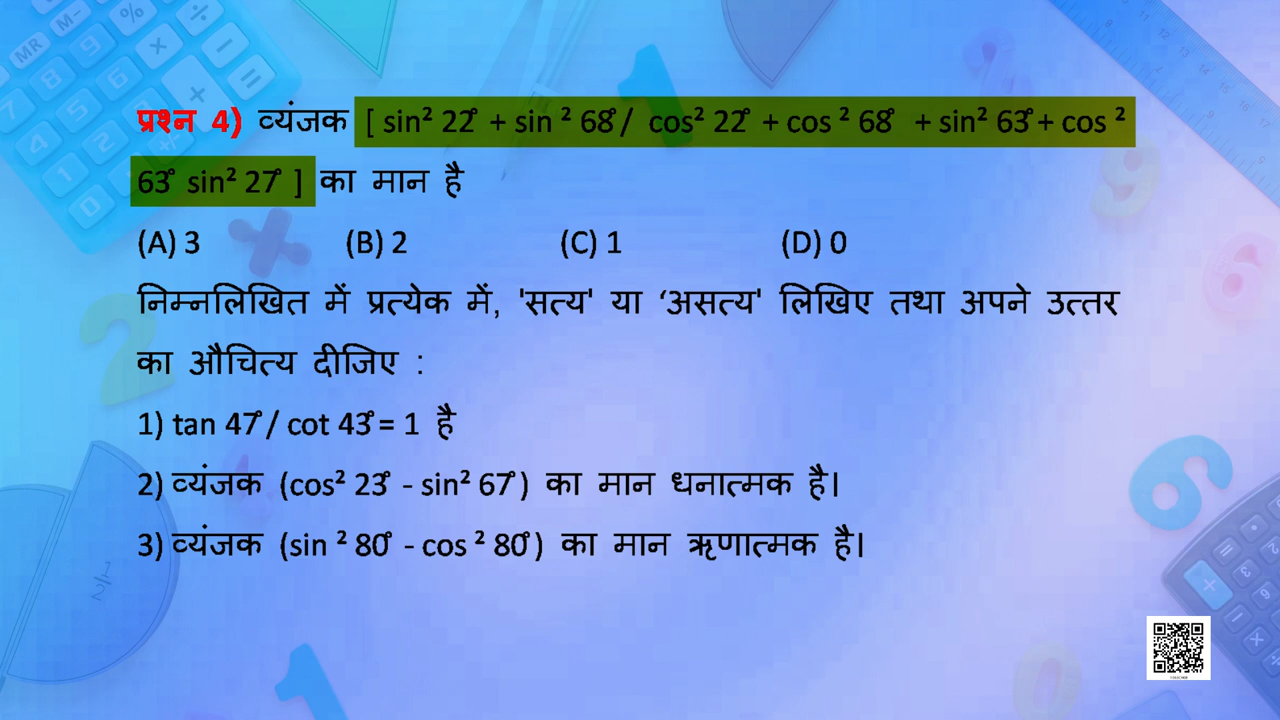 प्रश्न 4) व्यंजक [ sin² 22° + sin ² 68°/ cos² 22° + cos ² 68° + sin² 63°+ cos ²
63° sin² 27° ] का मान है
(A) 3 (B) 2 (C) 1 (D) 0
निम्नलिखित में प्रत्येक में, 'सत्य' या ‘असत्य' लिखिए तथा अपने उत्तर
का औचित्य दीजिए :
1) tan 47°/ cot 43°= 1 है
2) व्यंजक (cos² 23° - sin² 67°) का मान धनात्मक है।
3) व्यंजक (sin ² 80° - cos ² 80°) का मान ऋणात्मक है।